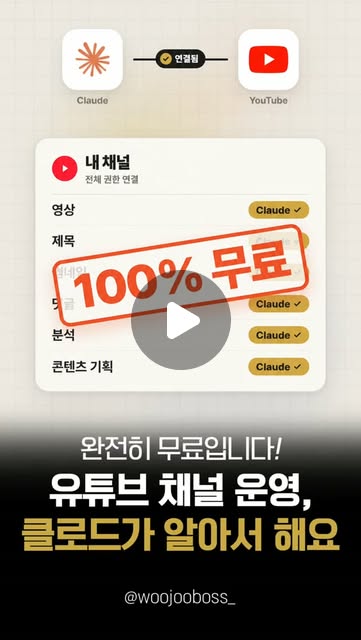 연결됨
Claude
YouTube
내 채널
전체 권한 연결
영상 Claude ✓
제목
100% 무료
Claude ✓
분석 Claude ✓
콘텐츠 기획 Claude ✓
완전히 무료입니다!
유튜브 채널 운영,
클로드가 알아서 해요
@woojooboss_